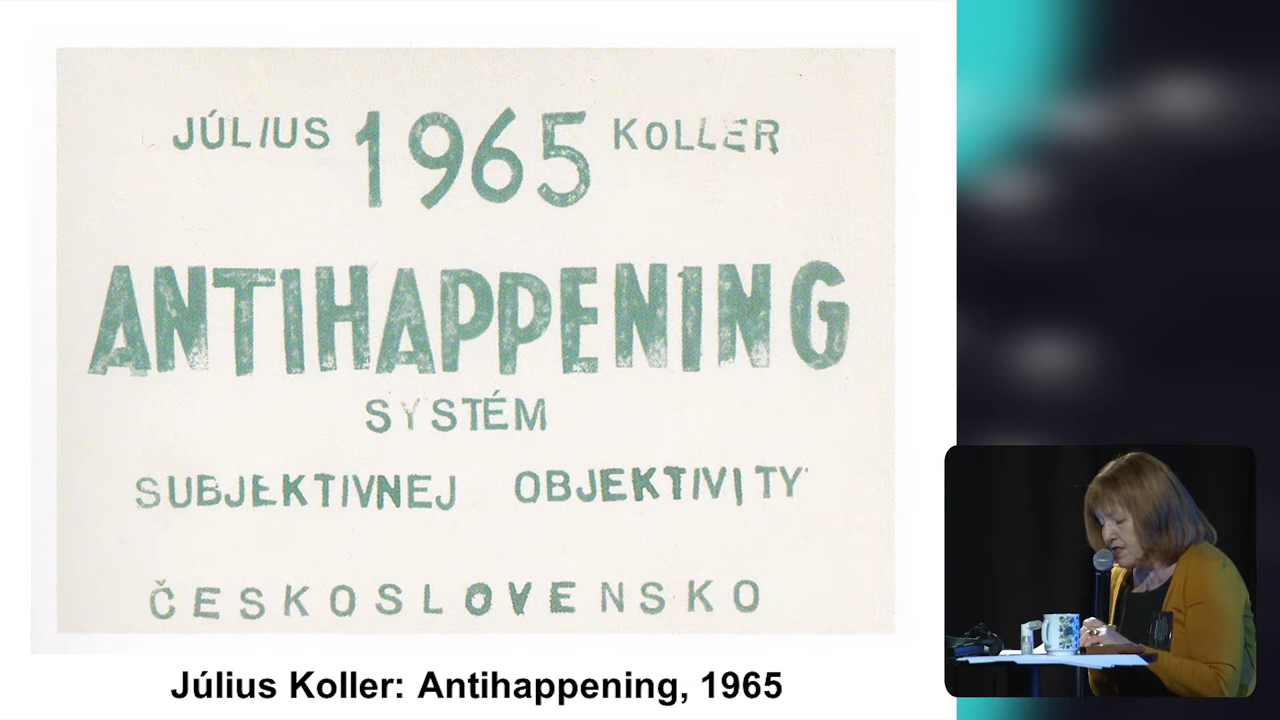 JÚLIUS 1965 KOLLER
ANTIHAPPENING
SYSTÉM
SUBJEKTIVNEJ OBJEKTIVITY
ČESKOSLOVENSKO
Július Koller: Antihappening, 1965